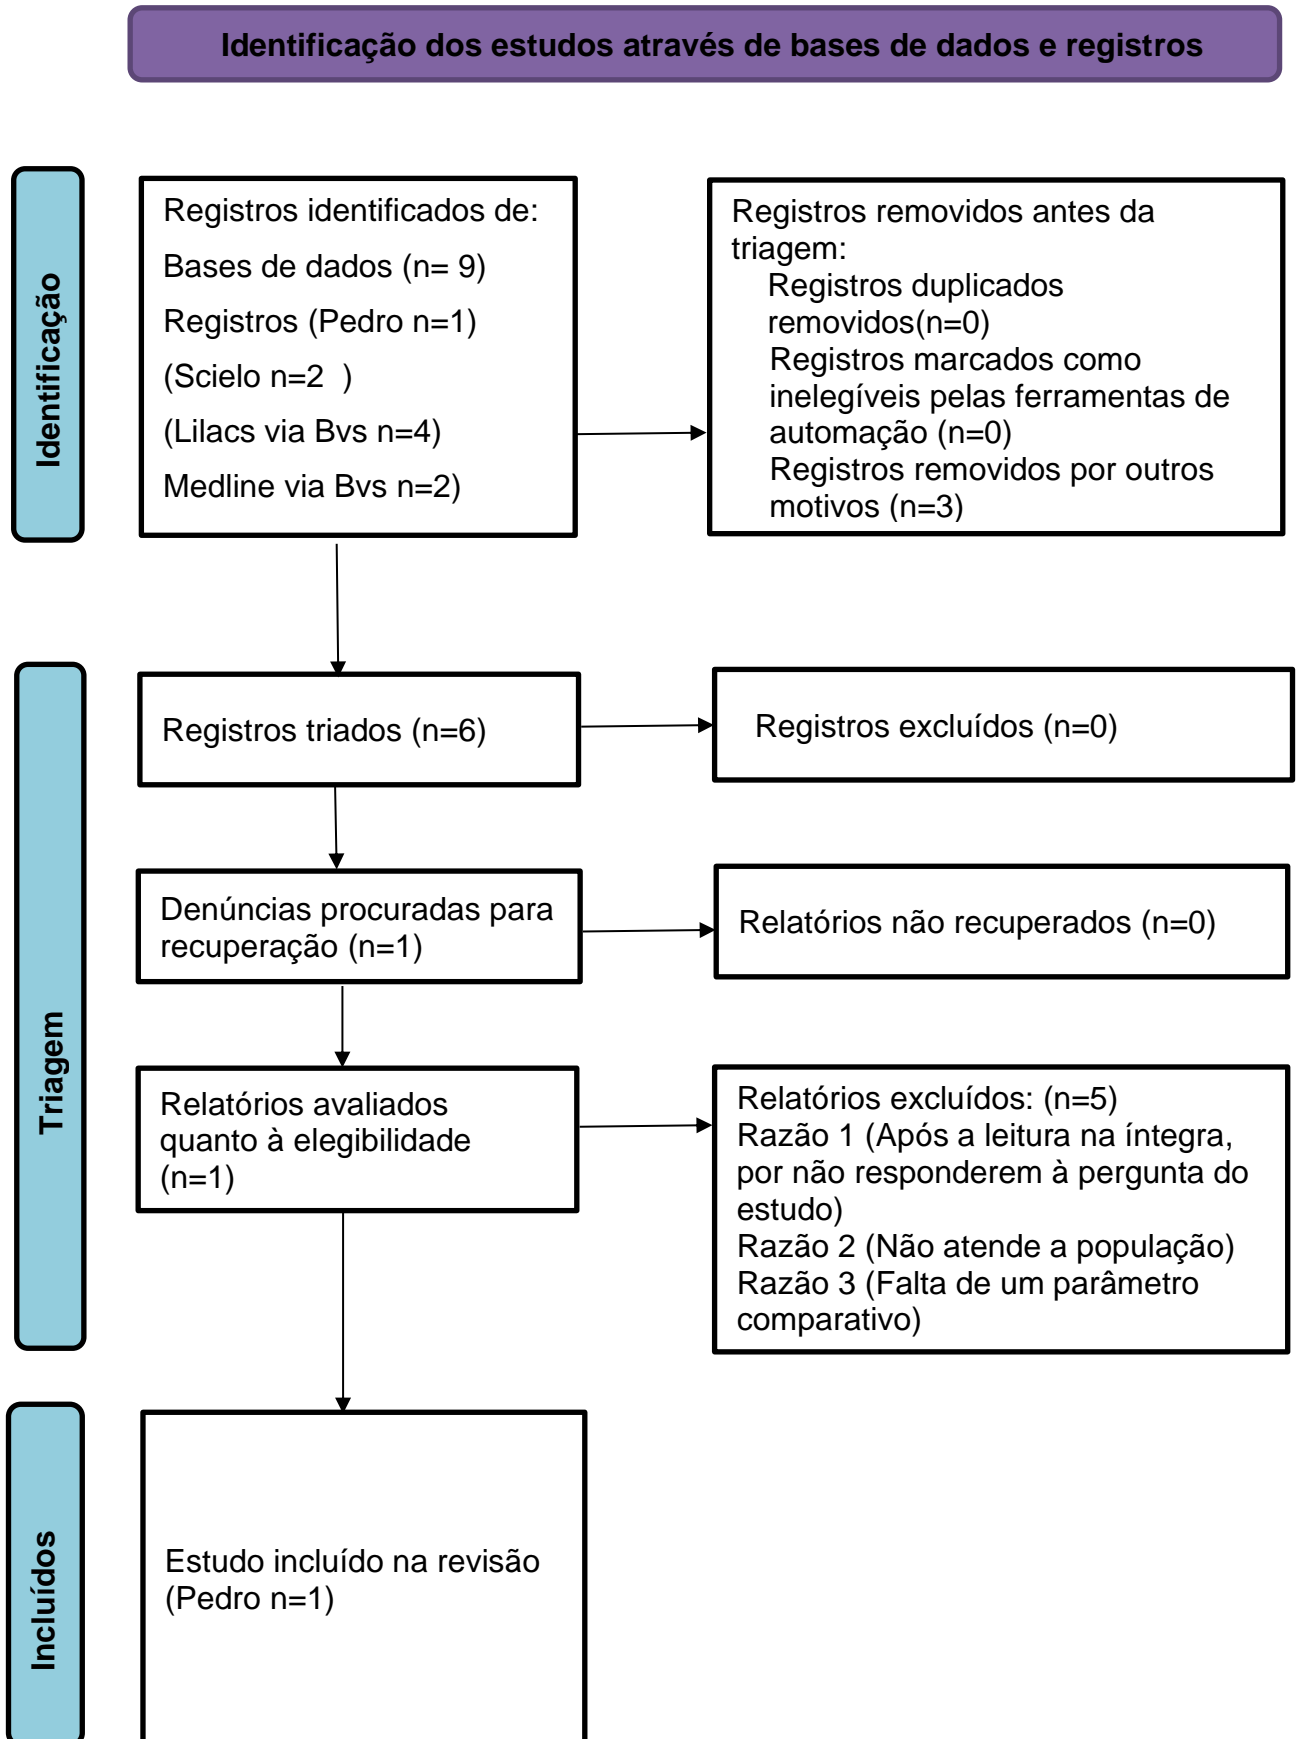 Identificação dos estudos através de bases de dados e registros
Identificação
Registros identificados de:
Bases de dados (n= 9)
Registros (Pedro n=1)
(Scielo n=2  )
(Lilacs via Bvs n=4)
Medline via Bvs n=2)
Registros removidos antes da
triagem:
Registros duplicados
removidos(n=0)
Registros marcados como
inelegíveis pelas ferramentas de
automação (n=0)
Registros removidos por outros
motivos (n=3)
Triagem
Registros triados (n=6)
Registros excluídos (n=0)
Denúncias procuradas para
recuperação (n=1)
Relatórios não recuperados (n=0)
Relatórios avaliados
quanto à elegibilidade
(n=1)
Relatórios excluídos: (n=5)
Razão 1 (Após a leitura na íntegra,
por não responderem à pergunta do
estudo)
Razão 2 (Não atende a população)
Razão 3 (Falta de um parâmetro
comparativo)
Incluídos
Estudo incluído na revisão
(Pedro n=1)